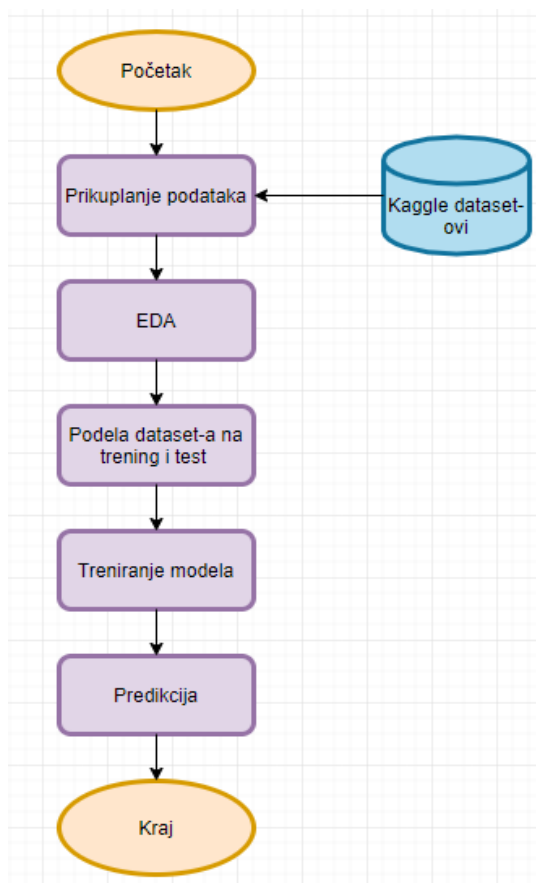 Početak
Prikuplanje podataka
Kaggle dataset-
ovi
EDA
Podela dataset-a na
trening i test
Treniranje modela
Predikcija
Kraj